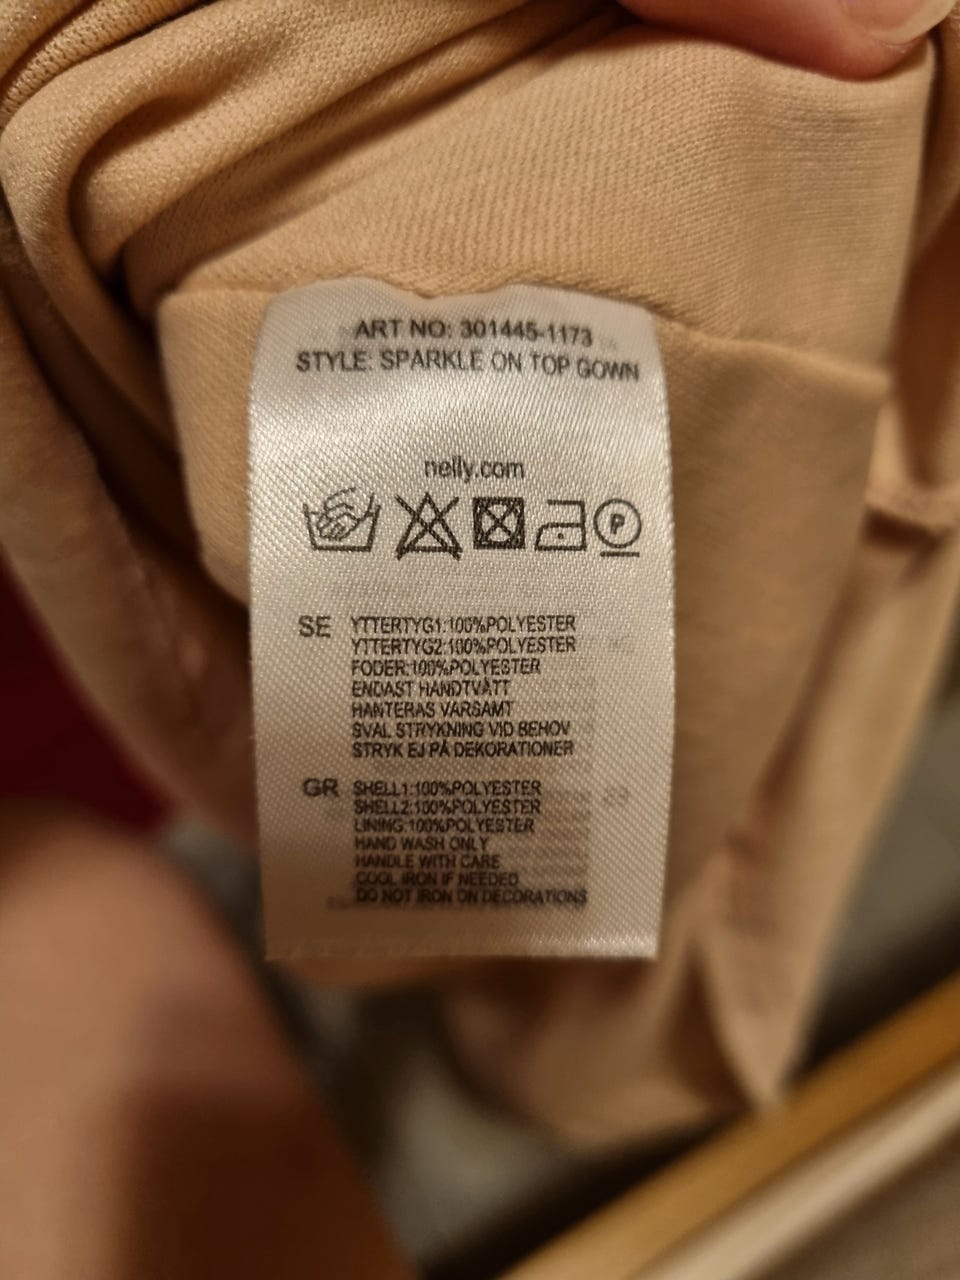 ART NO: 301445-1173
STYLE: SPARKLE ON TOP GOWN
nelly.com
P
SE YTTERTYG1:100%POLYESTER
YTTERTYG2:100%POLYESTER
FODER:100%POLYESTER
ENDAST HANDTVÄTT
HANTERAS VARSAMT
SVAL STRYKNING VID BEHOV
STRYK EJ PÅ DEKORATIONER
GR SHELL1:100%POLYESTER
SHELL2:100%POLYESTER
LINING:100%POLYESTER
HAND WASH ONLY
HANDLE WITH CARE
COOL IRON IF NEEDED
DO NOT IRON ON DECORATIONS